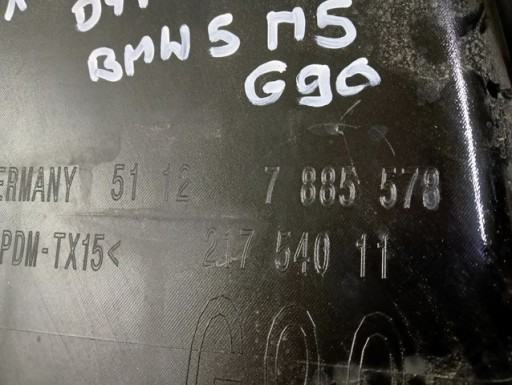 BMW 5 M5
G90
ERMANY 51 12 7 885 578
PDM-TX15< 217 540 11